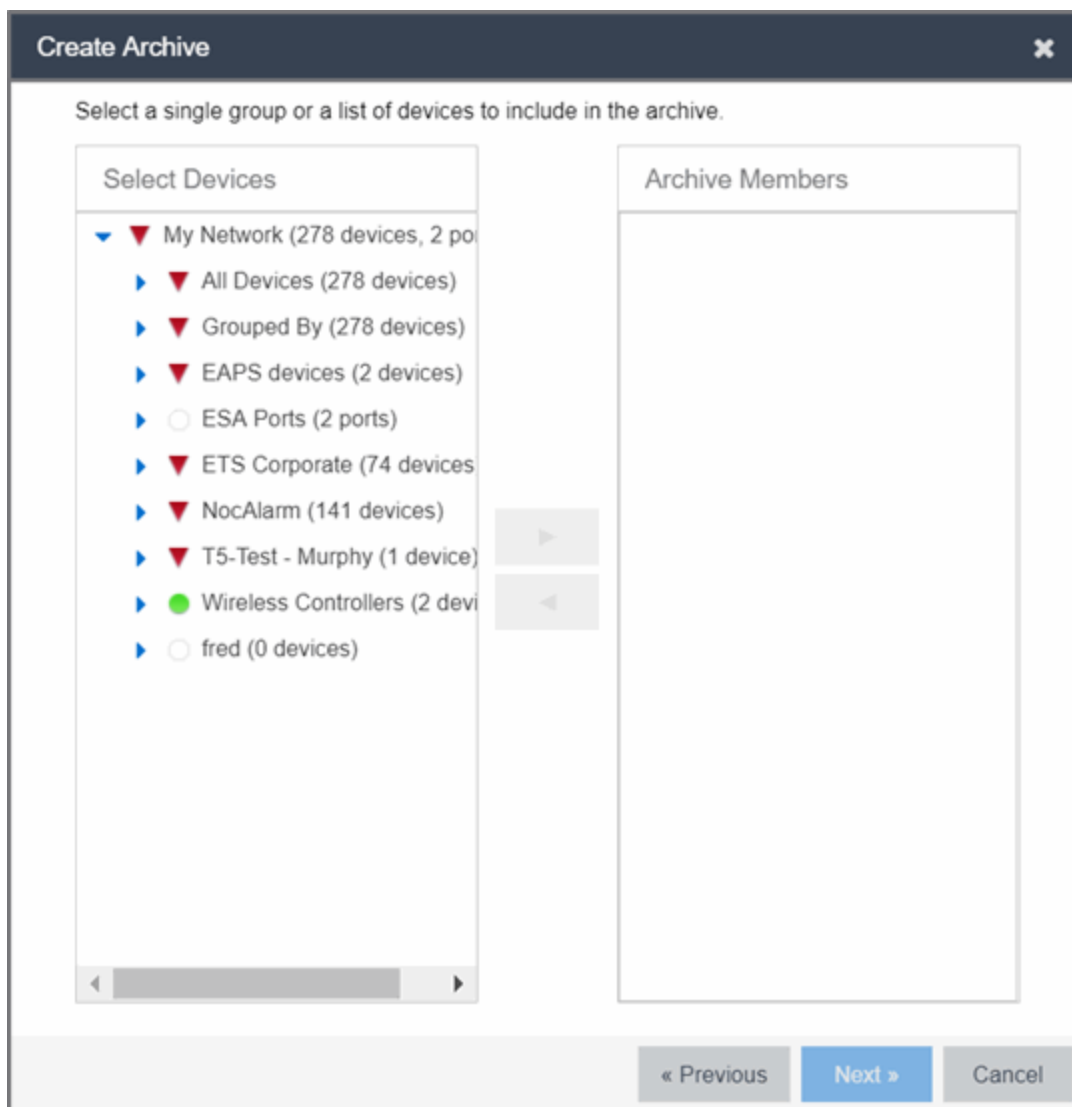 Create Archive
Select a single group or a list of devices to include in the archive.
Select Devices
Archive Members
My Network (278 devices, 2 po
All Devices (278 devices)
Grouped By (278 devices)
EAPS devices (2 devices)
ESA Ports (2 ports)
ETS Corporate (74 devices
NocAlarm (141 devices)
T5-Test - Murphy (1 device)
Wireless Controllers (2 devi
fred (0 devices)
« Previous
Next »
Cancel